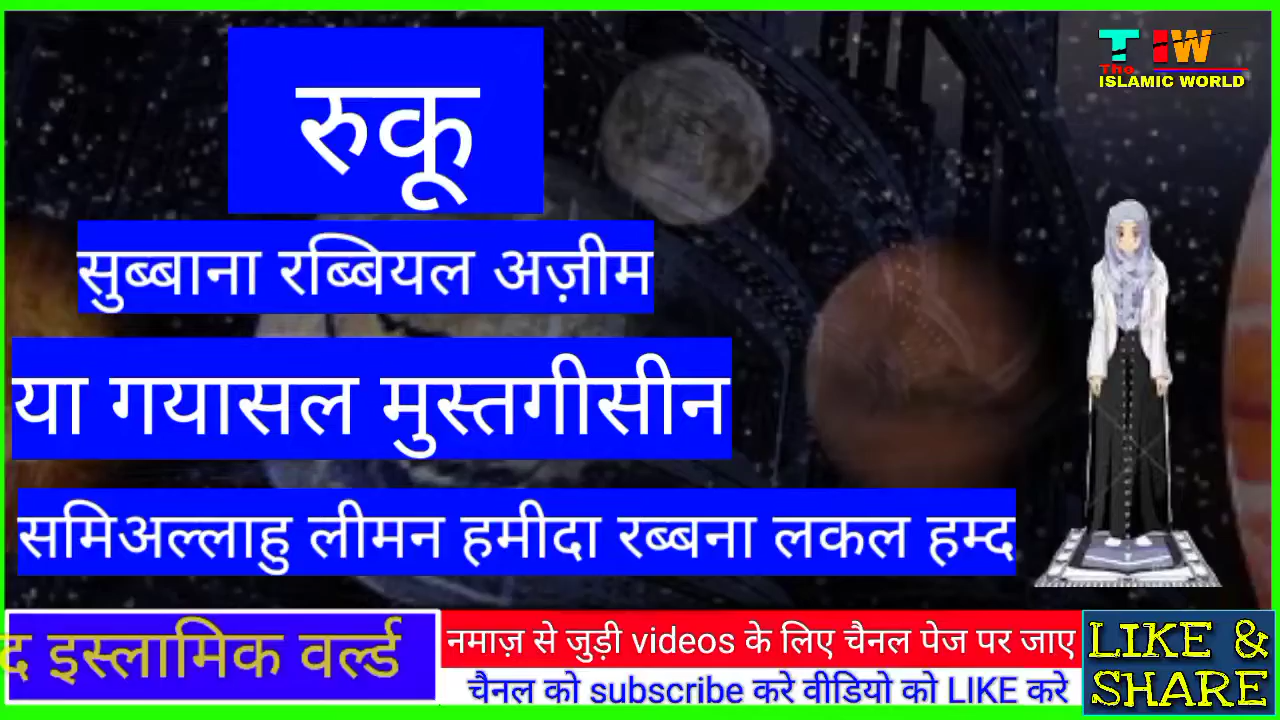 TIW
The
ISLAMIC WORLD
रुकू
सुब्बाना रब्बियल अज़ीम
या गयासल मुस्तगीसीन
समिअल्लाहु लीमन हमीदा रब्बना लकल हम्द
द इस्लामिक वर्ल्ड
नमाज़ से जुड़ी videos के लिए चैनल पेज पर जाए
चैनल को subscribe करे वीडियो को LIKE करे
LIKE &
SHARE